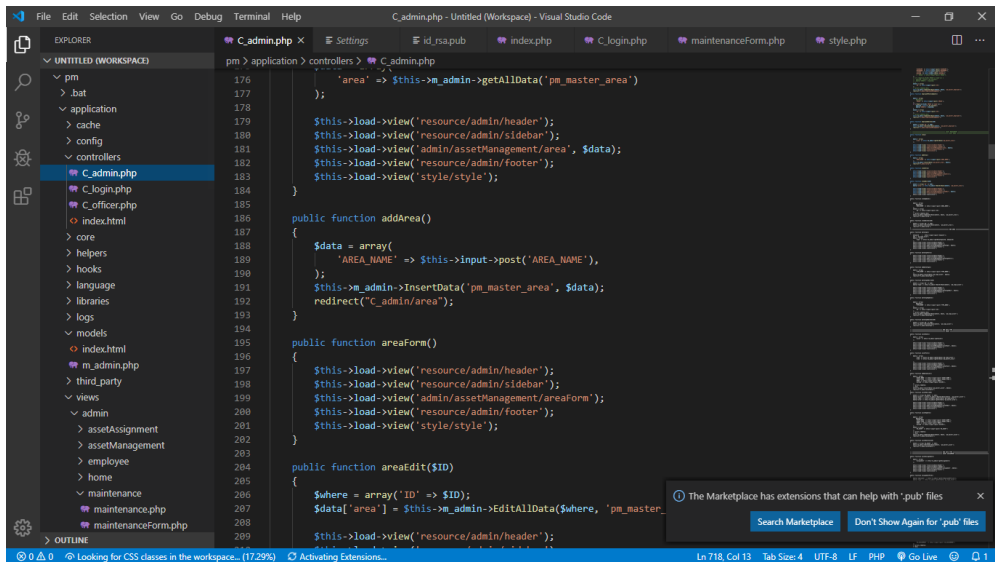 File Edit Selection View Go Debug Terminal Help C_admin.php - Untitled (Workspace) - Visual Studio Code
EXPLORER
C_admin.php × Settings id_rsa.pub index.php C_login.php maintenanceForm.php style.php
UNTITLED (WORKSPACE)
pm > application > controllers > C_admin.php
pm
.bat
application
cache
config
controllers
C_admin.php
C_login.php
C_officer.php
index.html
core
helpers
hooks
language
libraries
logs
models
index.html
m_admin.php
third_party
views
admin
assetAssignment
assetManagement
employee
home
maintenance
maintenance.php
maintenanceForm.php
OUTLINE
176 'area' => $this->m_admin->getAllData('pm_master_area')
177 );
178
179 $this->load->view('resource/admin/header');
180 $this->load->view('resource/admin/sidebar');
181 $this->load->view('admin/assetManagement/area', $data);
182 $this->load->view('resource/admin/footer');
183 $this->load->view('style/style');
184 }
185
186 public function addArea()
187 {
188 $data = array(
189 'AREA_NAME' => $this->input->post('AREA_NAME'),
190 );
191 $this->m_admin->InsertData('pm_master_area', $data);
192 redirect("C_admin/area");
193 }
194
195 public function areaForm()
196 {
197 $this->load->view('resource/admin/header');
198 $this->load->view('resource/admin/sidebar');
199 $this->load->view('admin/assetManagement/areaForm');
200 $this->load->view('resource/admin/footer');
201 $this->load->view('style/style');
202 }
203
204 public function areaEdit($ID)
205 {
206 $where = array('ID' => $ID);
207 $data['area'] = $this->m_admin->EditAllData($where, 'pm_master_
208
209 $this->load->view('resource/admin/header');
The Marketplace has extensions that can help with '.pub' files ×
Search Marketplace Don't Show Again for '.pub' files
0 0 Looking for CSS classes in the workspace... (17.29%) Activating Extensions... Ln 718, Col 13 Tab Size: 4 UTF-8 LF PHP Go Live 1